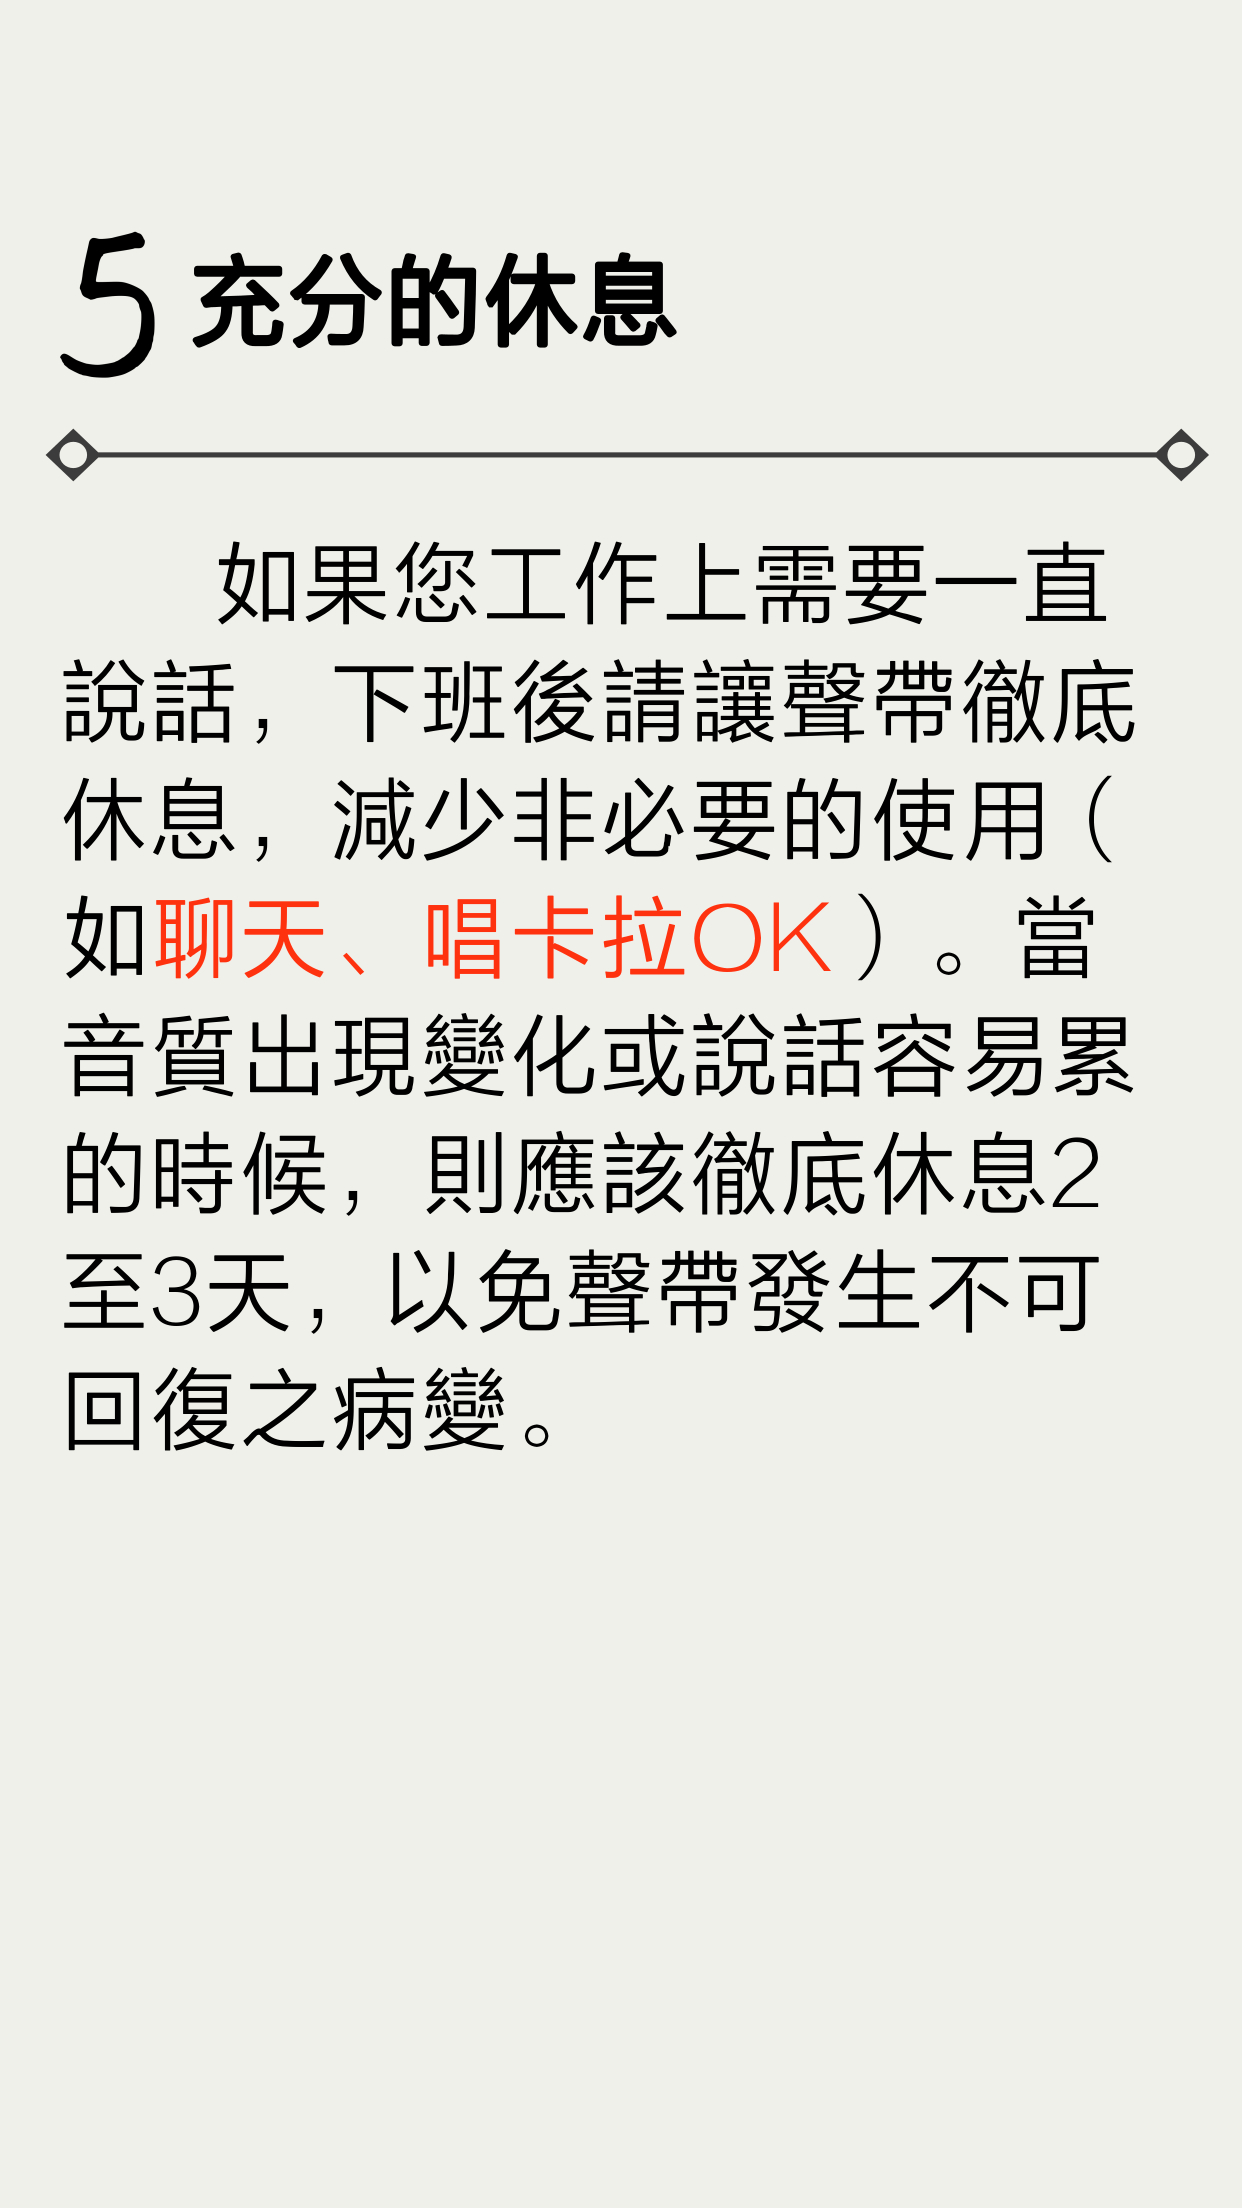 5 充分的休息
如果您工作上需要一直
說話，下班後請讓聲帶徹底
休息，減少非必要的使用（
如聊天、唱卡拉OK）。當
音質出現變化或說話容易累
的時候，則應該徹底休息2
至3天，以免聲帶發生不可
回復之病變。